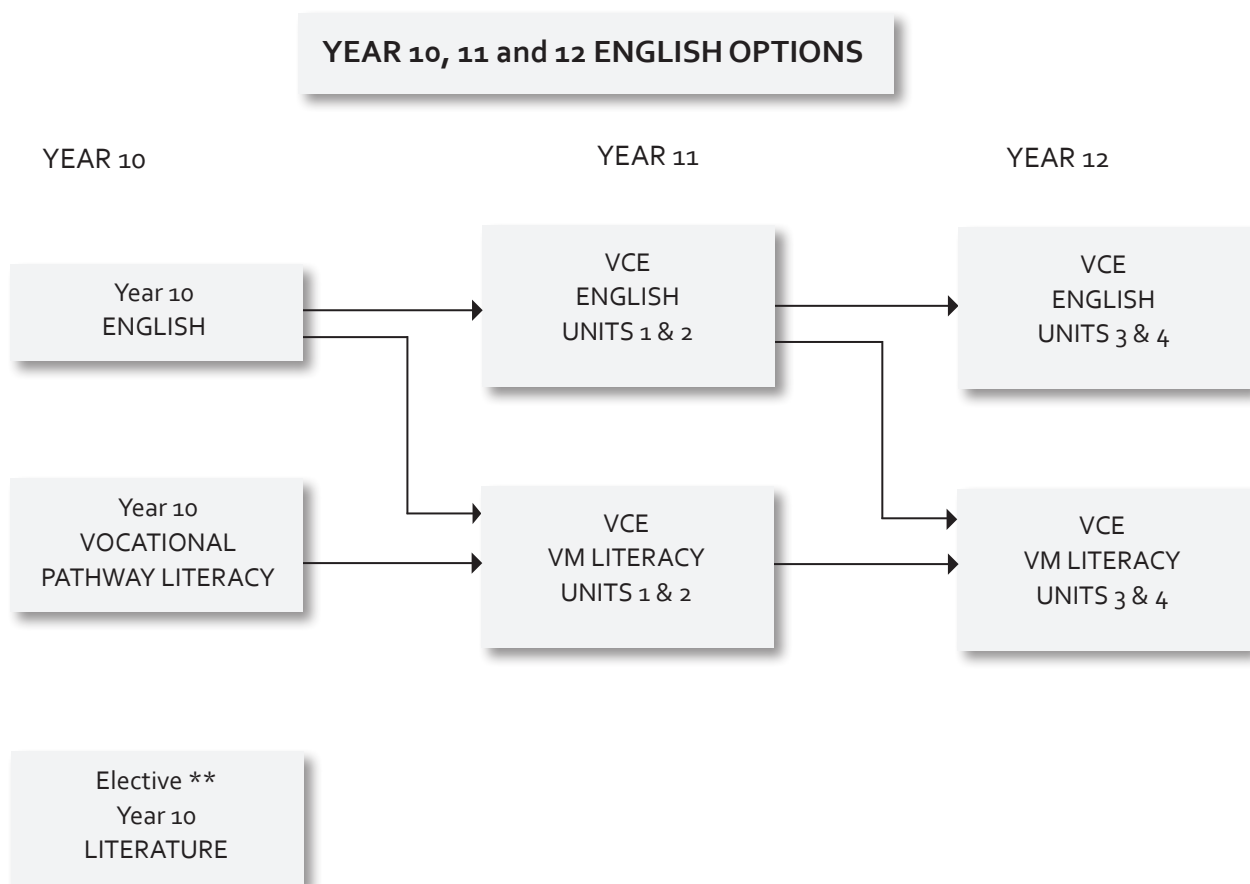 YEAR 10, 11 and 12 ENGLISH OPTIONS
YEAR 10
YEAR 11
YEAR 12
Year 10
ENGLISH
VCE
ENGLISH
UNITS 1 & 2
VCE
ENGLISH
UNITS 3 & 4
Year 10
VOCATIONAL
PATHWAY LITERACY
VCE
VM LITERACY
UNITS 1 & 2
VCE
VM LITERACY
UNITS 3 & 4
Elective **
Year 10
LITERATURE